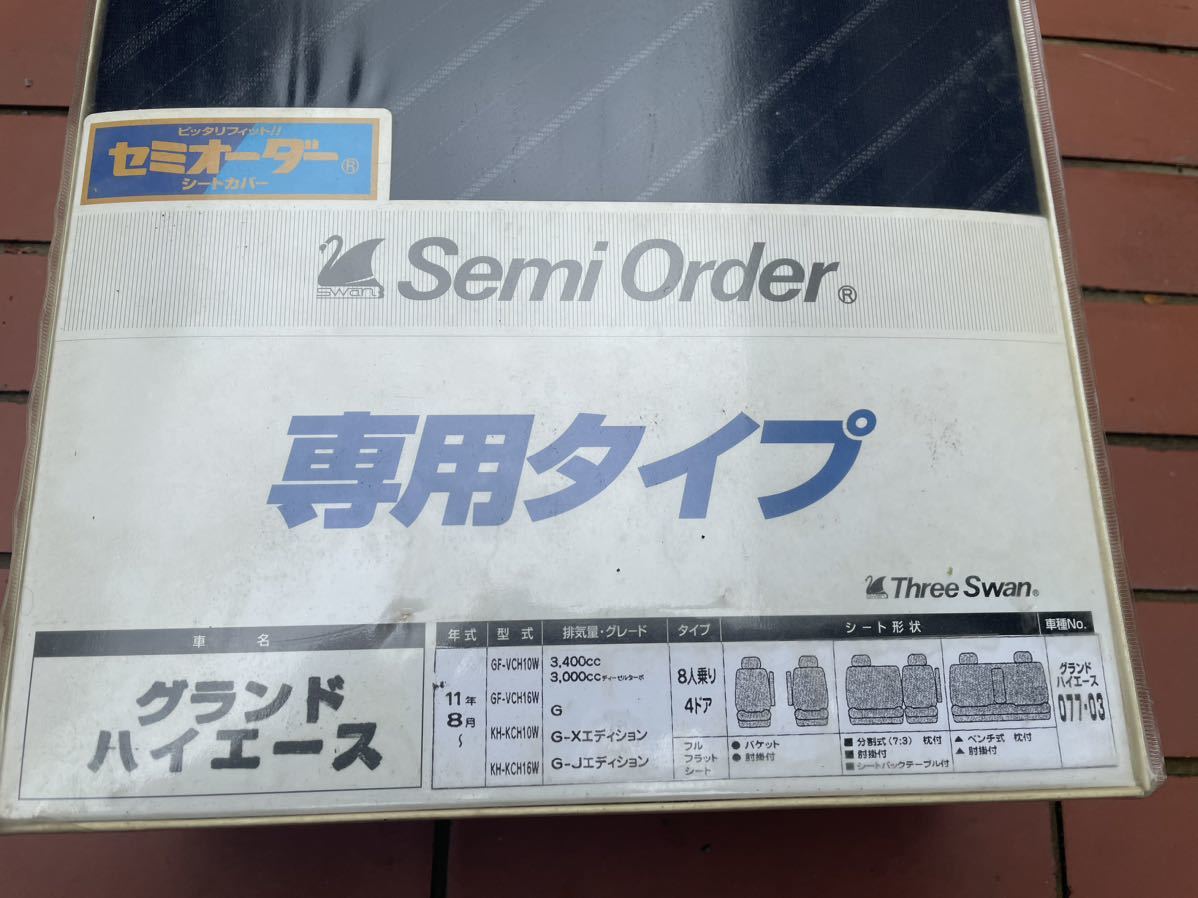 ピッタリフィット!!
セミオーダー®
シートカバー
Swan
Semi Order®
専用タイプ
Three Swan®
車 名
グランド
ハイエース
年式 型式 排気量・グレード タイプ シート形状 車種No.
11年
8月
~
GF-VCH10W
GF-VCH16W
KH-KCH10W
KH-KCH16W
3,400cc
3,000ccディーゼルターボ
G
G-Xエディション
G-Jエディション
8人乗り
4ドア
フル
フラット
シート
●バケット
●肘掛付
■分割式(7:3) 枕付
■肘掛付
■シートバックテーブル付
▲ベンチ式 枕付
▲肘掛付
グランド
ハイエース
077-03